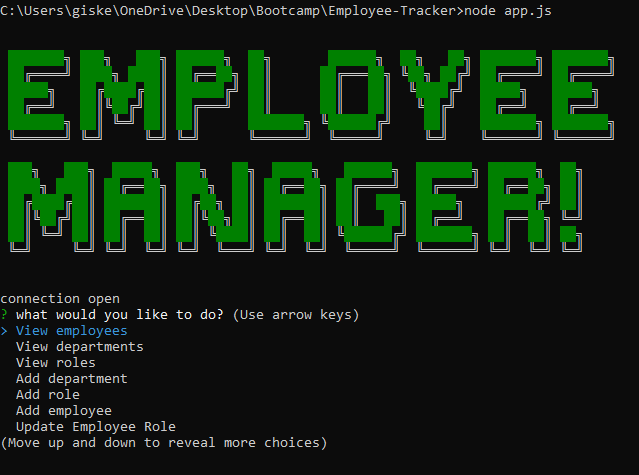 C:\Users\giske\OneDrive\Desktop\Bootcamp\Employee-Tracker>node app.js
EMPLOYEE
MANAGER!
connection open
? what would you like to do? (Use arrow keys)
> View employees
View departments
View roles
Add department
Add role
Add employee
Update Employee Role
(Move up and down to reveal more choices)